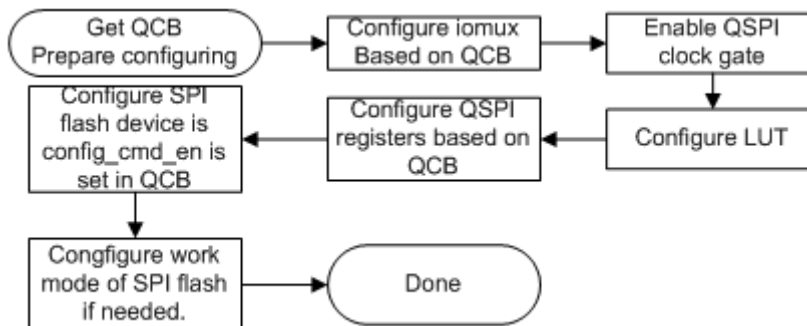 Get QCB
Prepare configuring
Configure iomux
Based on QCB
Enable QSPI
clock gate
Configure LUT
Configure QSPI
registers based on
QCB
Configure SPI
flash device is
config_cmd_en is
set in QCB
Congfigure work
mode of SPI flash
if needed.
Done